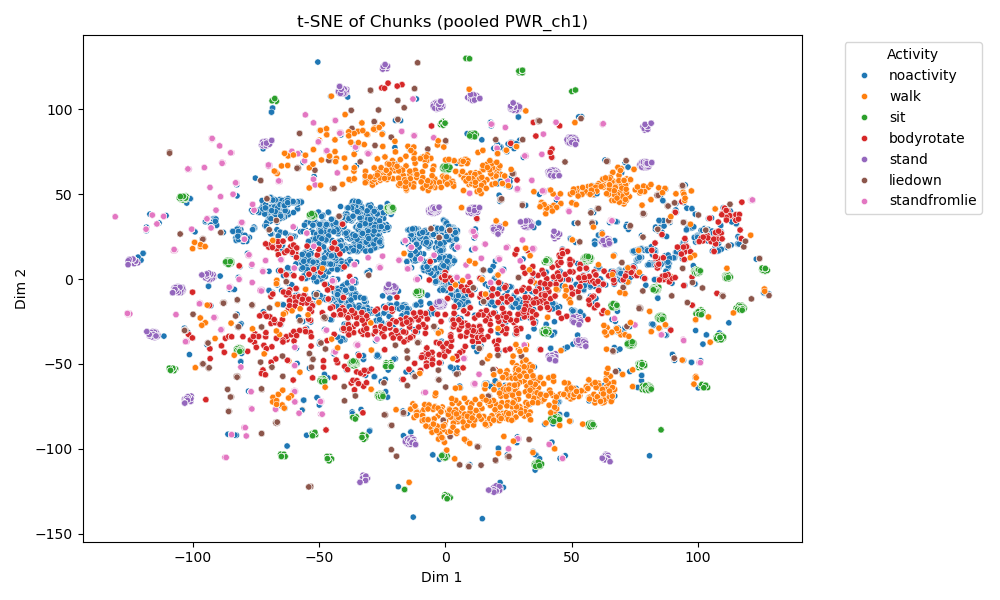 t-SNE of Chunks (pooled PWR_ch1)
Activity
noactivity
walk
sit
bodyrotate
stand
liedown
standfromlie
Dim 2
100
50
0
−50
−100
−150
−100
−50
0
50
100
Dim 1